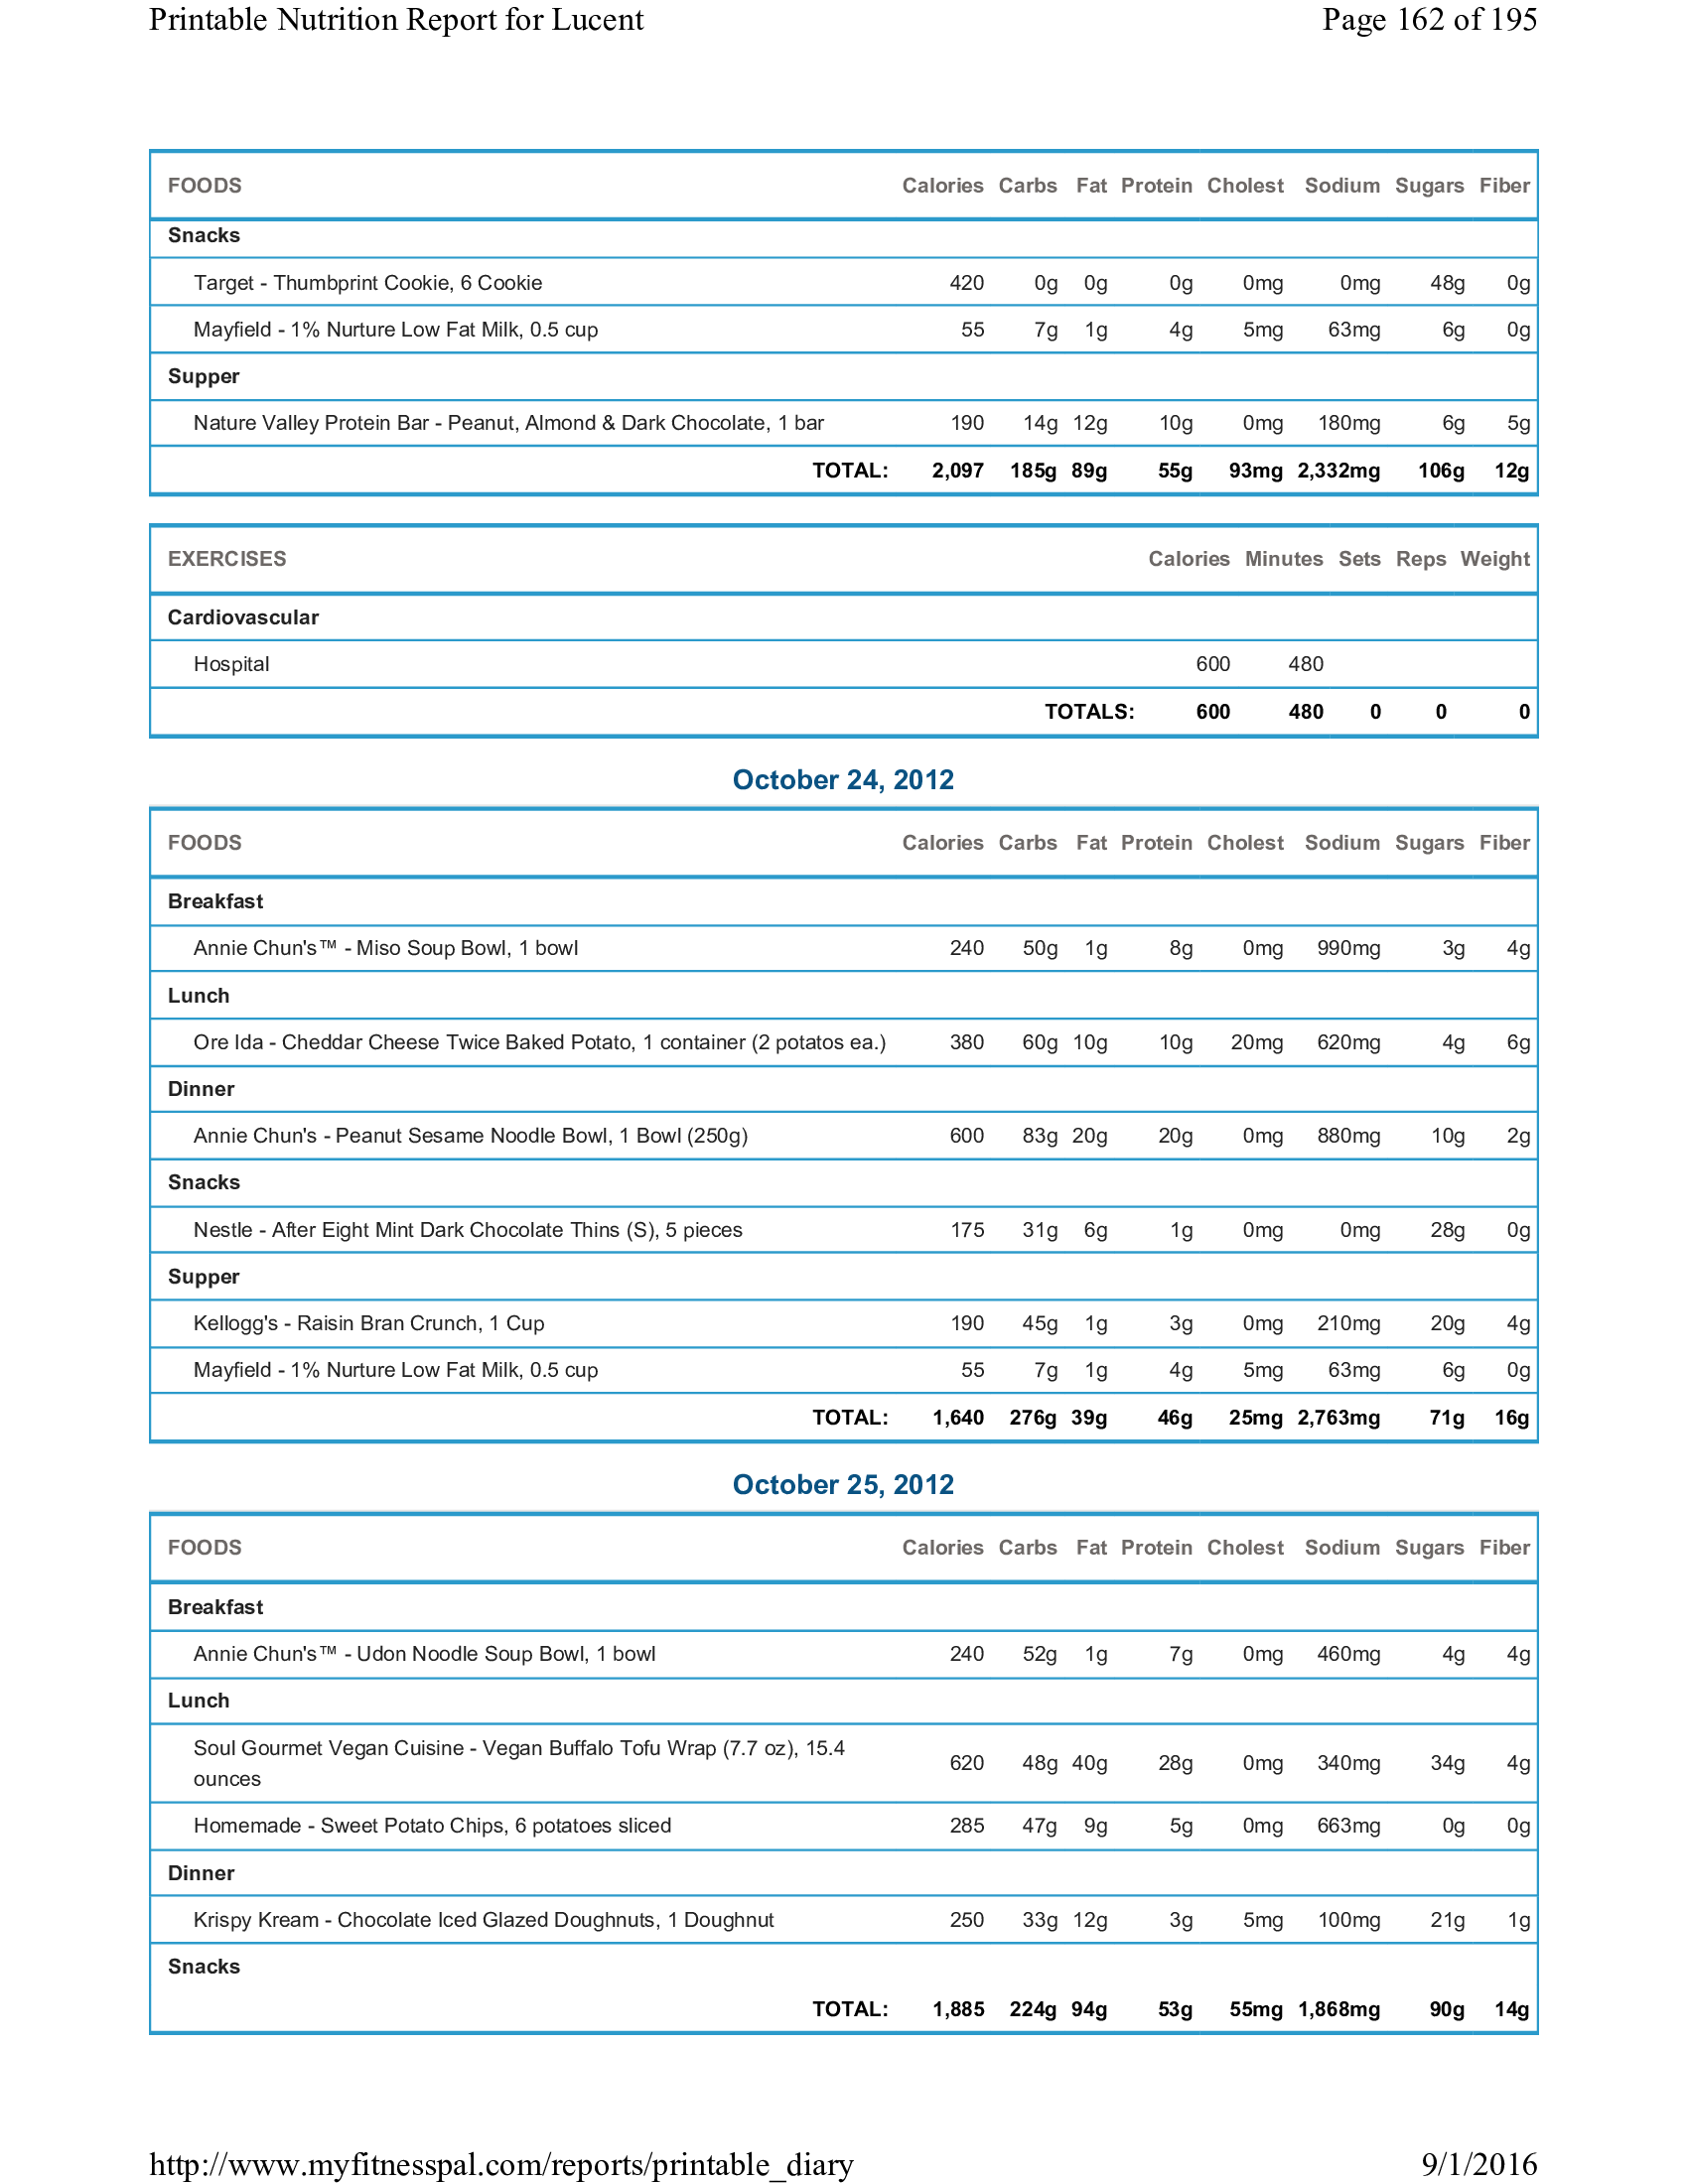 Printable Nutrition Report for Lucent Page 162 of 195
FOODS Calories Carbs Fat Protein Cholest Sodium Sugars Fiber
Snacks
Target - Thumbprint Cookie, 6 Cookie 420 0g 0g 0g 0mg 0mg 48g 0g
Mayfield - 1% Nurture Low Fat Milk, 0.5 cup 55 7g 1g 4g 5mg 63mg 6g 0g
Supper
Nature Valley Protein Bar - Peanut, Almond & Dark Chocolate, 1 bar 190 14g 12g 10g 0mg 180mg 6g 5g
TOTAL: 2,097 185g 89g 55g 93mg 2,332mg 106g 12g
EXERCISES Calories Minutes Sets Reps Weight
Cardiovascular
Hospital 600 480
TOTALS: 600 480 0 0 0
October 24, 2012
FOODS Calories Carbs Fat Protein Cholest Sodium Sugars Fiber
Breakfast
Annie Chun's™ - Miso Soup Bowl, 1 bowl 240 50g 1g 8g 0mg 990mg 3g 4g
Lunch
Ore Ida - Cheddar Cheese Twice Baked Potato, 1 container (2 potatos ea.) 380 60g 10g 10g 20mg 620mg 4g 6g
Dinner
Annie Chun's - Peanut Sesame Noodle Bowl, 1 Bowl (250g) 600 83g 20g 20g 0mg 880mg 10g 2g
Snacks
Nestle - After Eight Mint Dark Chocolate Thins (S), 5 pieces 175 31g 6g 1g 0mg 0mg 28g 0g
Supper
Kellogg's - Raisin Bran Crunch, 1 Cup 190 45g 1g 3g 0mg 210mg 20g 4g
Mayfield - 1% Nurture Low Fat Milk, 0.5 cup 55 7g 1g 4g 5mg 63mg 6g 0g
TOTAL: 1,640 276g 39g 46g 25mg 2,763mg 71g 16g
October 25, 2012
FOODS Calories Carbs Fat Protein Cholest Sodium Sugars Fiber
Breakfast
Annie Chun's™ - Udon Noodle Soup Bowl, 1 bowl 240 52g 1g 7g 0mg 460mg 4g 4g
Lunch
Soul Gourmet Vegan Cuisine - Vegan Buffalo Tofu Wrap (7.7 oz), 15.4
ounces 620 48g 40g 28g 0mg 340mg 34g 4g
Homemade - Sweet Potato Chips, 6 potatoes sliced 285 47g 9g 5g 0mg 663mg 0g 0g
Dinner
Krispy Kream - Chocolate Iced Glazed Doughnuts, 1 Doughnut 250 33g 12g 3g 5mg 100mg 21g 1g
Snacks
TOTAL: 1,885 224g 94g 53g 55mg 1,868mg 90g 14g
http://www.myfitnesspal.com/reports/printable_diary 9/1/2016